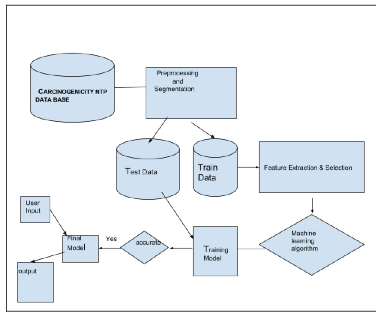 CARCINOGENICITY NTP
DATA BASE
Preprocessing
and
Segmentation
Test Data
Train
Data
Feature Extraction & Selection
User
Input
Final
Model
Yes
accurate
Training
Model
Machine
learning
algorithm
output